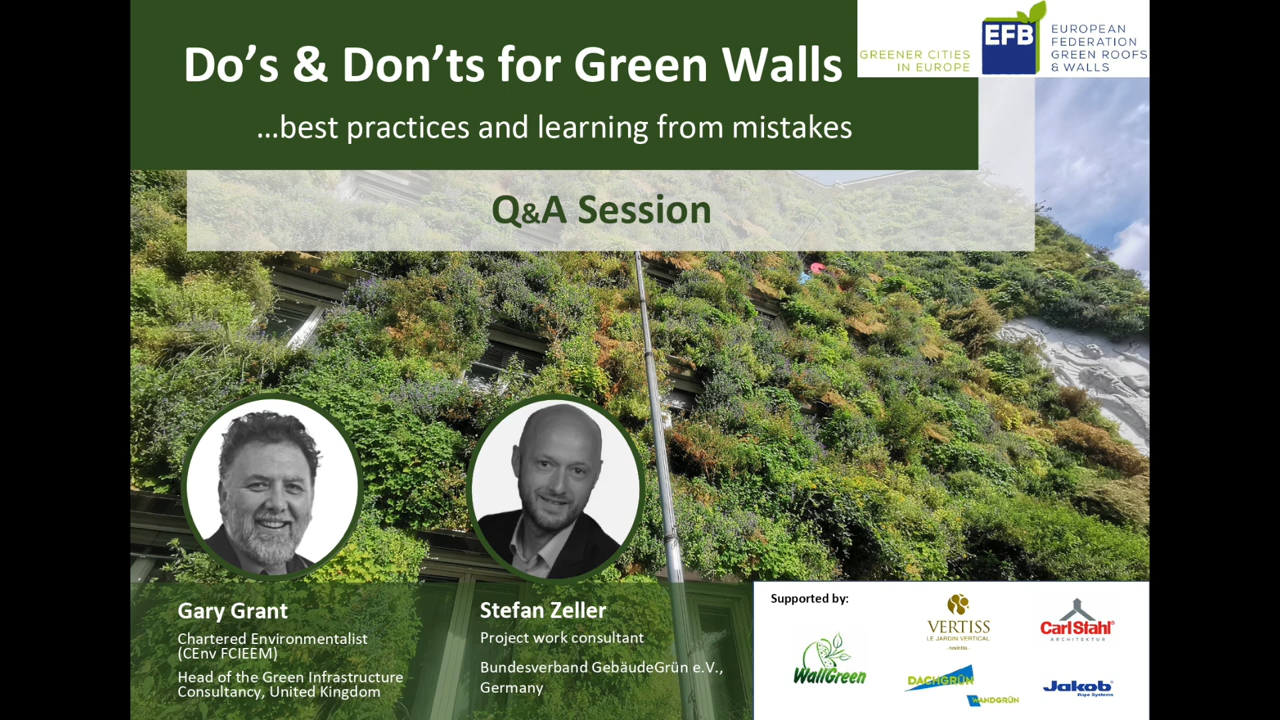 Do’s & Don’ts for Green Walls
...best practices and learning from mistakes
GREENER CITIES
IN EUROPE
EFB
EUROPEAN
FEDERATION
GREEN ROOFS
& WALLS
Q&A Session
Gary Grant
Chartered Environmentalist
(CEnv FCIEEM)
Head of the Green Infrastructure
Consultancy, United Kingdom
Stefan Zeller
Project work consultant
Bundesverband GebäudeGrün e.V.,
Germany
Supported by:
VERTISS
LE JARDIN VERTICAL
CarlStahl
ARCHITEKTUR
WallGreen
DACHGRÜN
WANDGRÜN
Jakob
Rope Systems